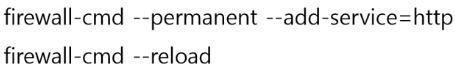 firewall-cmd --permanent --add-service=http
firewall-cmd --reload